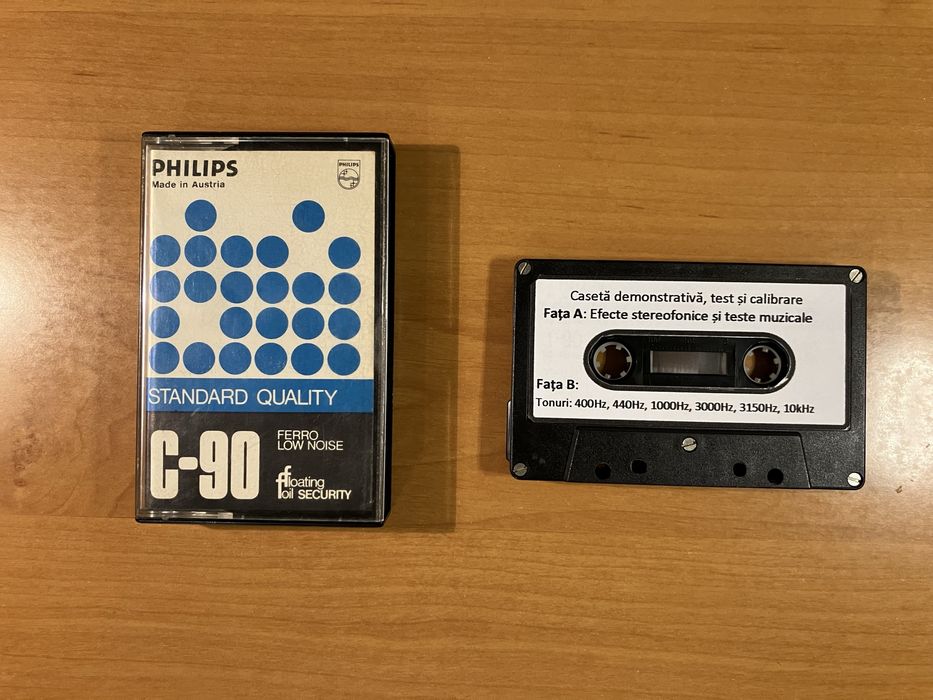 PHILIPS
Made in Austria
PHILIPS
STANDARD QUALITY
C-90
FERRO
LOW NOISE
floating
foil SECURITY
Casetă demonstrativă, test și calibrare
Fața A: Efecte stereofonice și teste muzicale
Fața B:
Tonuri: 400Hz, 440Hz, 1000Hz, 3000Hz, 3150Hz, 10kHz